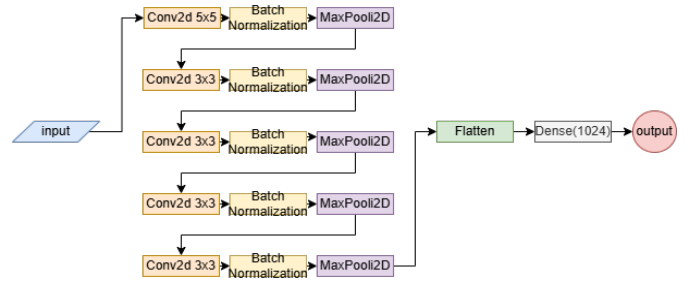 Conv2d 5x5
Batch
Normalization
MaxPooli2D
Conv2d 3x3
Batch
Normalization
MaxPooli2D
input
Conv2d 3x3
Batch
Normalization
MaxPooli2D
Flatten
Dense(1024)
output
Conv2d 3x3
Batch
Normalization
MaxPooli2D
Conv2d 3x3
Batch
Normalization
MaxPooli2D